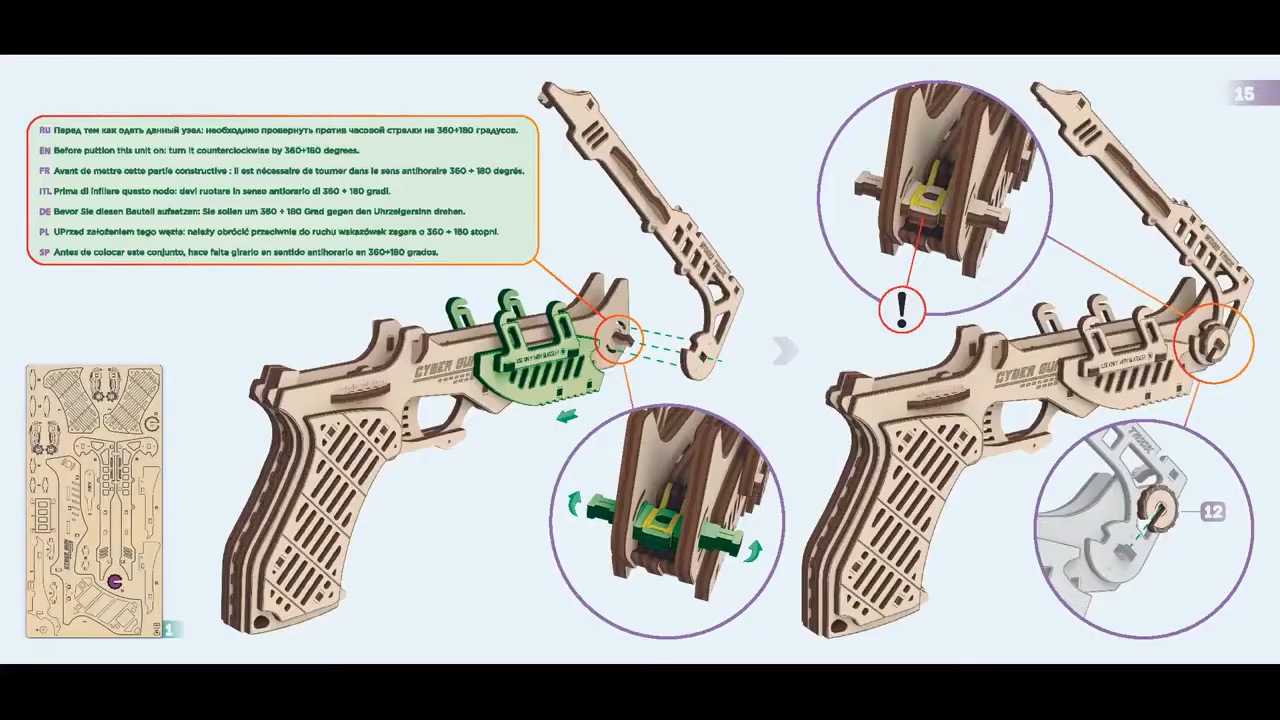 15
RU Перед тем как одеть данный узел: необходимо провернуть против часовой стрелки на 360+180 градусов.
EN Before puttion this unit on: turn it counterclockwise by 360+180 degrees.
FR Avant de mettre cette partie constructive : il est nécessaire de tourner dans le sens antihoraire 360 + 180 degrés.
ITL Prima di infilare questo nodo: devi ruotare in senso antiorario di 360 + 180 gradi.
DE Bevor Sie diesen Bauteil aufsetzen: Sie sollen um 360 + 180 Grad gegen den Uhrzeigersinn drehen.
PL UPrzed założeniem tego węzła: należy obrócić przeciwnie do ruchu wskazówek zegara o 360 + 180 stopni.
SP Antes de colocar este conjunto, hace falta girarlo en sentido antihorario en 360+180 grados.
!
CYBER GUN
CYBER GUN
12
1